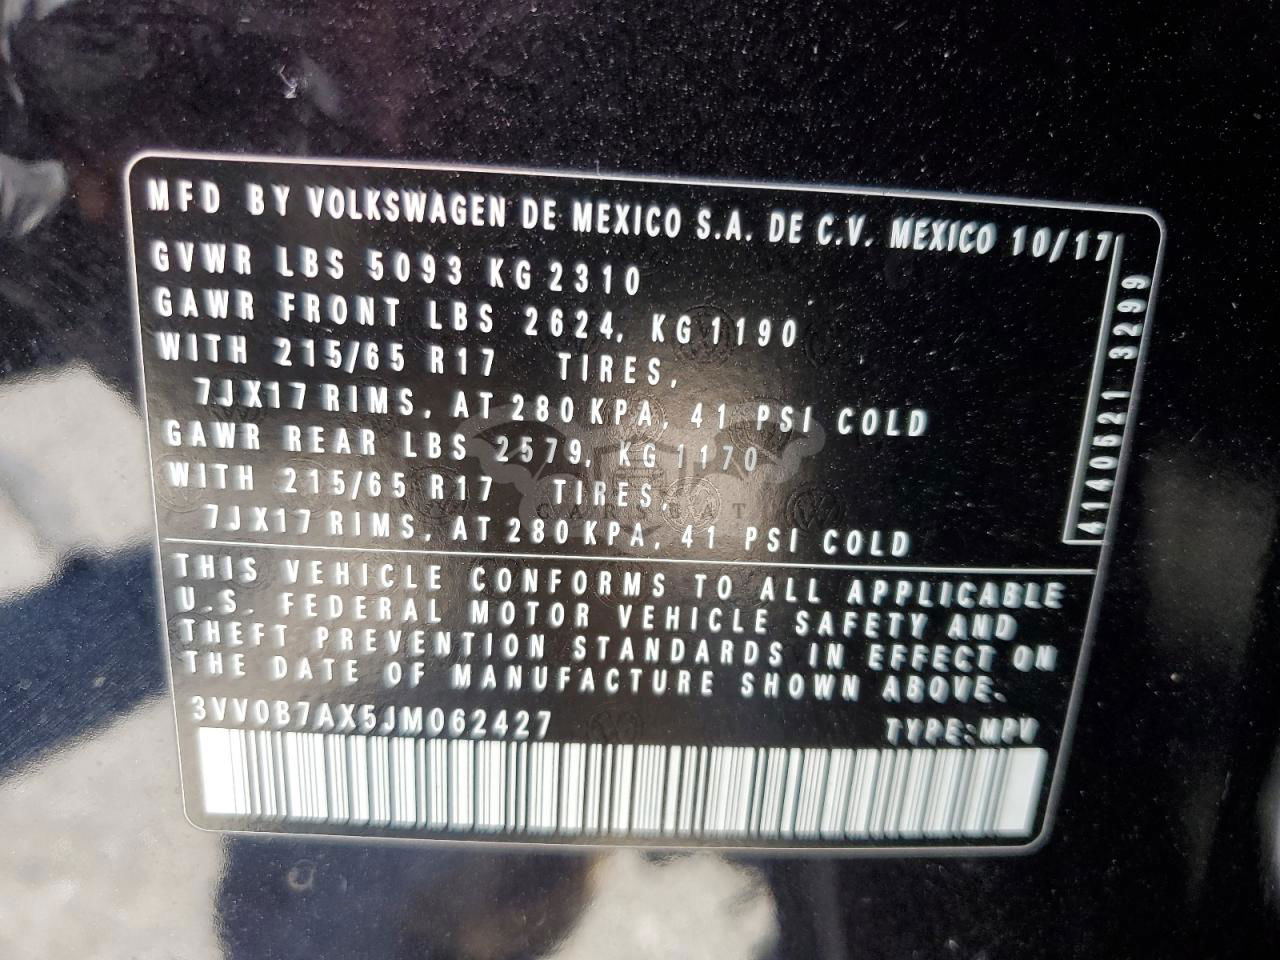 MFD BY VOLKSWAGEN DE MEXICO S.A. DE C.V. MEXICO 10/17
GVWR LBS 5093 KG 2310
GAWR FRONT LBS 2624, KG 1190
WITH 215/65 R17 TIRES,
7JX17 RIMS, AT 280 KPA, 41 PSI COLD
GAWR REAR LBS 2579, KG 1170
WITH 215/65 R17 TIRES,
7JX17 RIMS, AT 280 KPA, 41 PSI COLD
4140521 3299
CARSCAT
THIS VEHICLE CONFORMS TO ALL APPLICABLE
U.S. FEDERAL MOTOR VEHICLE SAFETY AND
THEFT PREVENTION STANDARDS IN EFFECT ON
THE DATE OF MANUFACTURE SHOWN ABOVE.
3VV0B7AX5JM062427 TYPE: MPV